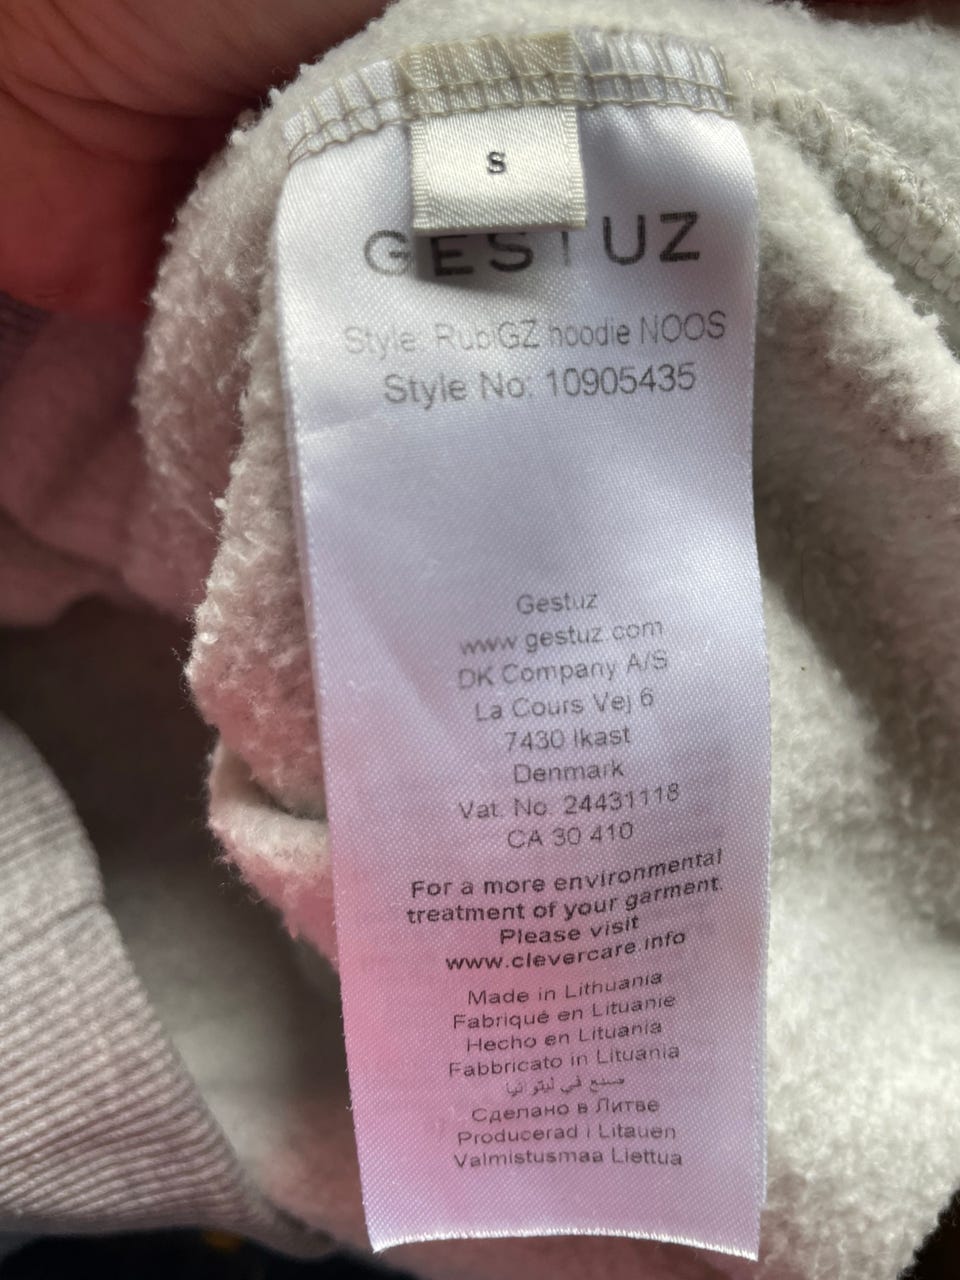 S
GESTUZ
Style: RubiGZ hoodie NOOS
Style No: 10905435
Gestuz
www.gestuz.com
DK Company A/S
La Cours Vej 6
7430 Ikast
Denmark
Vat. No. 24431118
CA 30 410
For a more environmental
treatment of your garment.
Please visit
www.clevercare.info
Made in Lithuania
Fabriqué en Lituanie
Hecho en Lituania
Fabbricato in Lituania
صنع في ليتوانيا
Сделано в Литве
Producerad i Litauen
Valmistusmaa Liettua